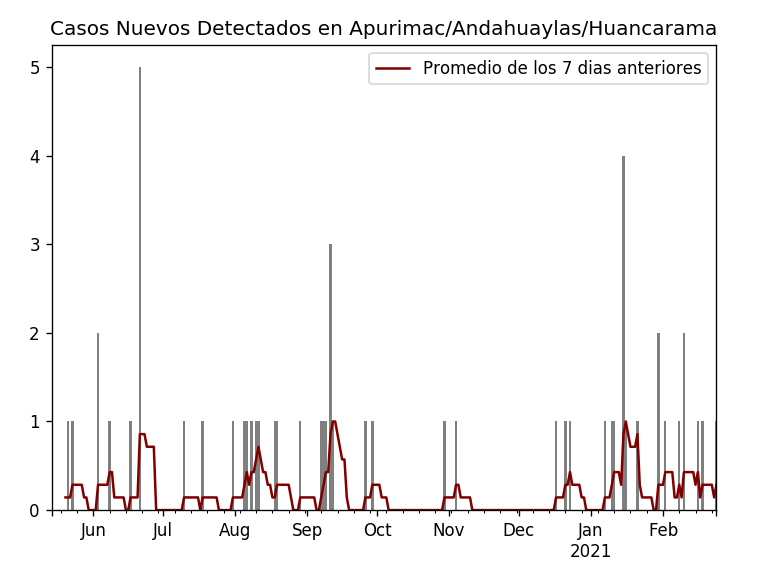 Casos Nuevos Detectados en Apurimac/Andahuaylas/Huancarama
Promedio de los 7 dias anteriores
5
4
3
2
1
0
Jun Jul Aug Sep Oct Nov Dec Jan Feb
2021